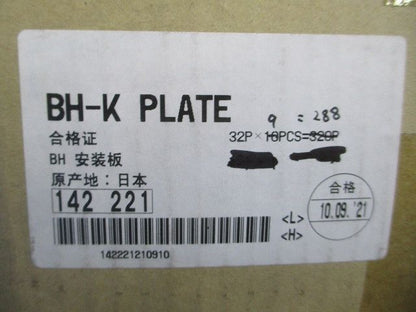 BH-K PLATE
9 = 288
合格证
32P×10PCS=320P
BH 安装板
原产地：日本
142 221
合格
10.09.'21
<L>
<H>
142221210910